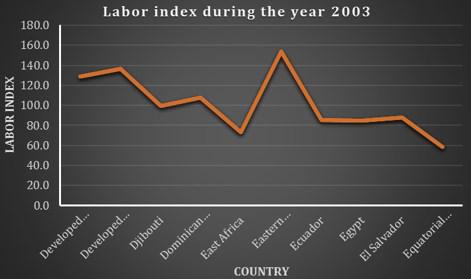 Labor index during the year 2003
180.0
160.0
140.0
120.0
100.0
80.0
60.0
40.0
20.0
0.0
LABOR INDEX
Developed...
Developed...
Djibouti
Dominican...
East Africa
Eastern...
Ecuador
Egypt
El Salvador
Equatorial...
COUNTRY